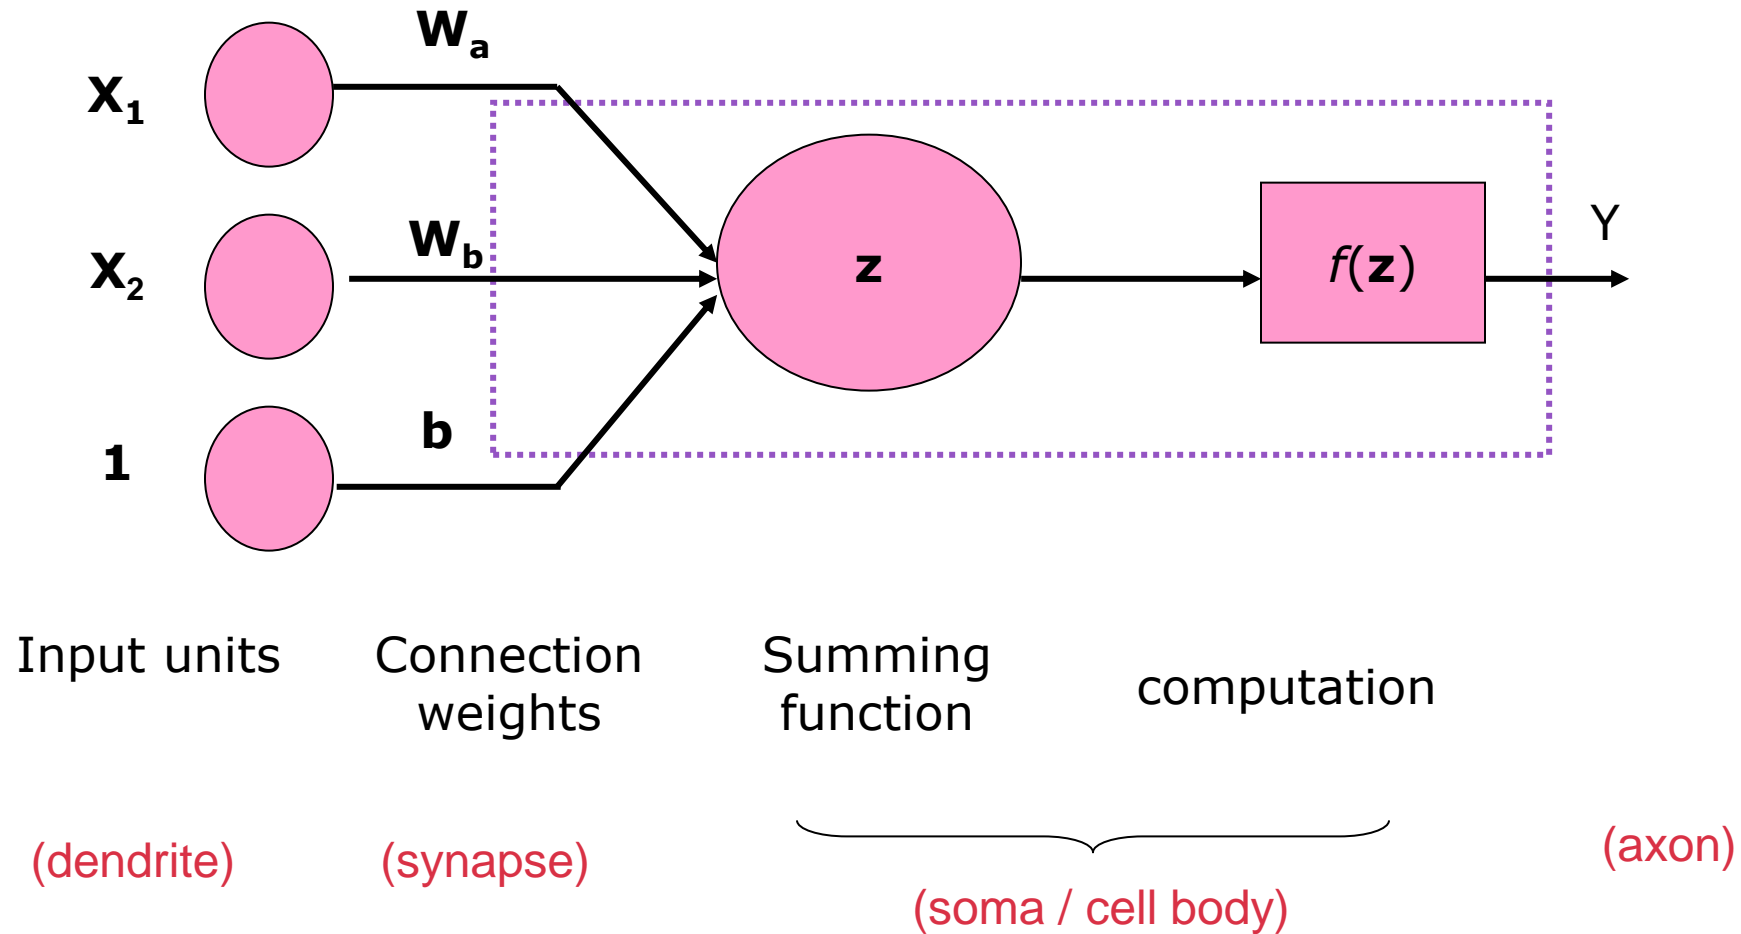 Wa
X1
Wb
X2
z
f(z)
Y
b
1
Input units
Connection
weights
Summing
function
computation
(dendrite)
(synapse)
(soma / cell body)
(axon)